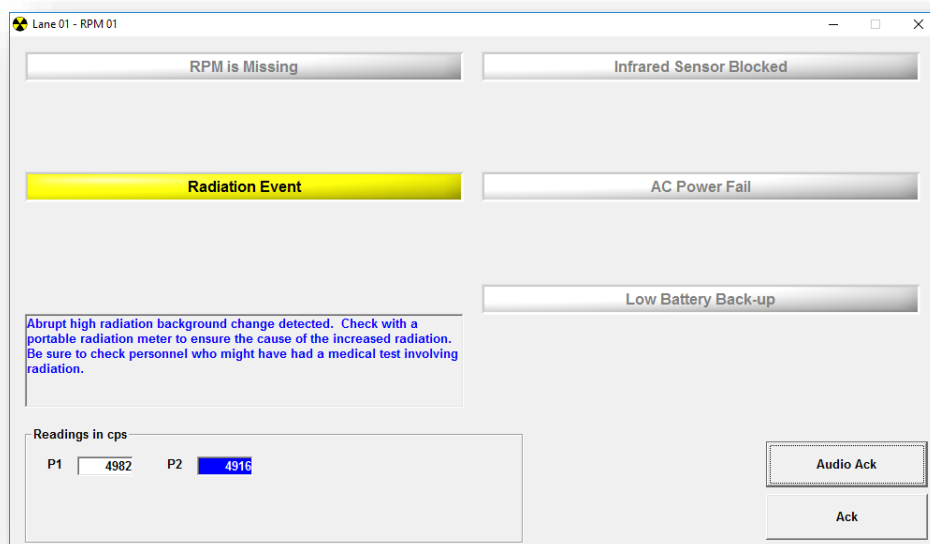 Lane 01 - RPM 01
RPM is Missing
Infrared Sensor Blocked
Radiation Event
AC Power Fail
Low Battery Back-up
Abrupt high radiation background change detected.  Check with a
portable radiation meter to ensure the cause of the increased radiation.
Be sure to check personnel who might have had a medical test involving
radiation.
Readings in cps
P1 4982 P2 4916
Audio Ack
Ack